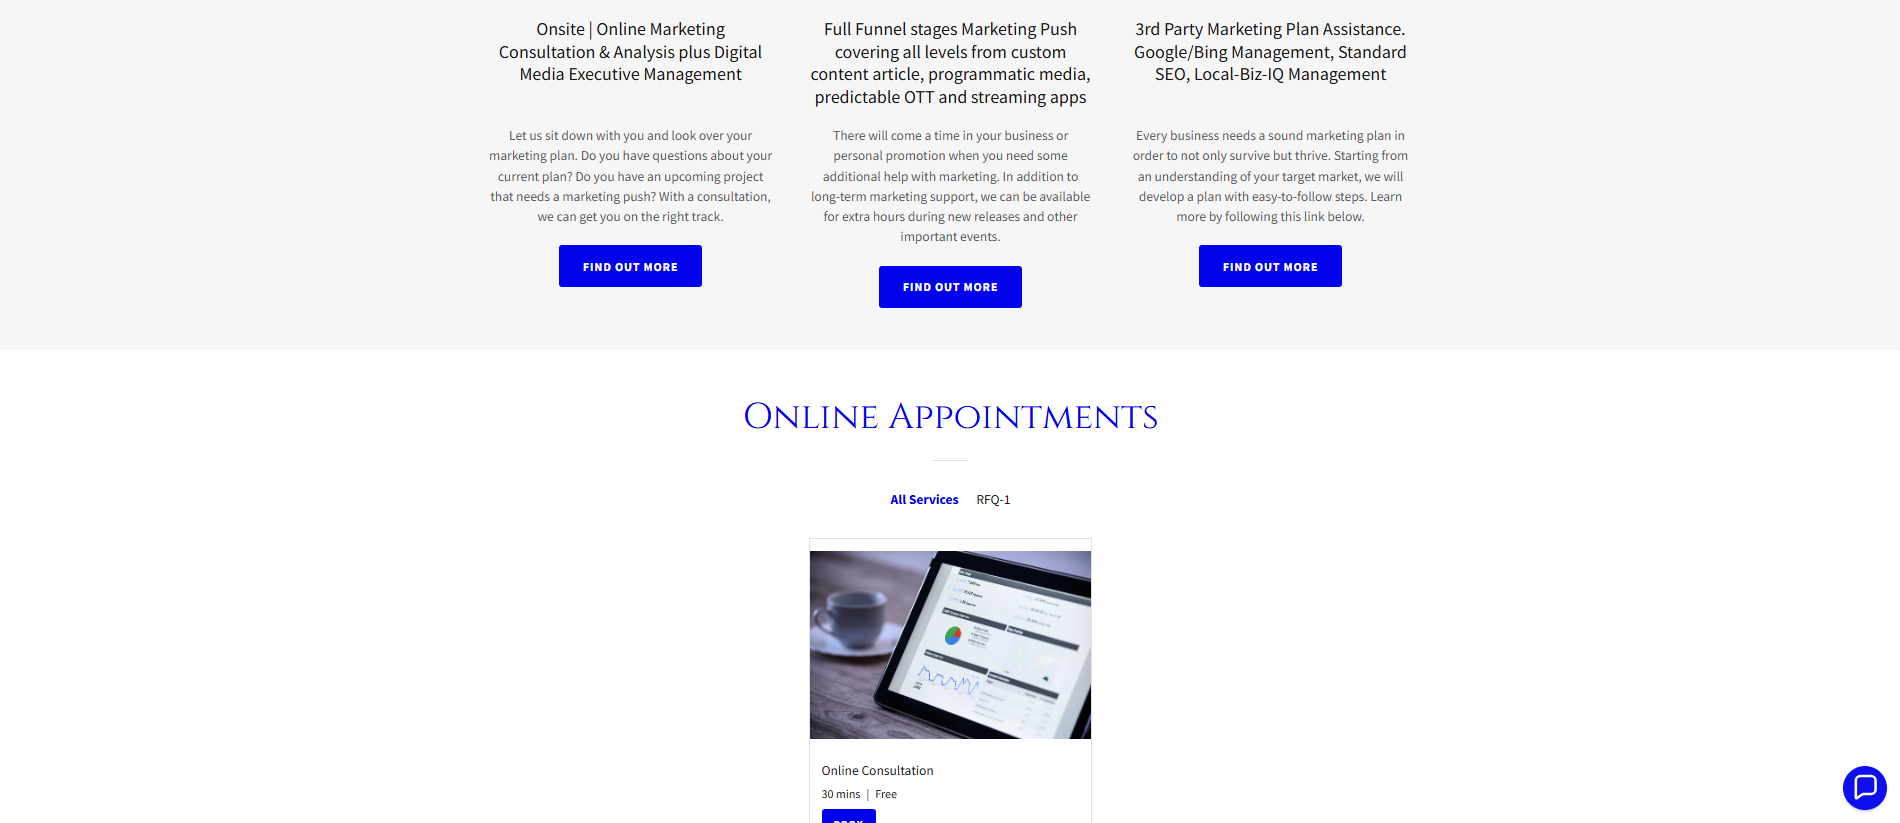 Onsite | Online Marketing
Consultation & Analysis plus Digital
Media Executive Management
Let us sit down with you and look over your
marketing plan. Do you have questions about your
current plan? Do you have an upcoming project
that needs a marketing push? With a consultation,
we can get you on the right track.
FIND OUT MORE
Full Funnel stages Marketing Push
covering all levels from custom
content article, programmatic media,
predictable OTT and streaming apps
There will come a time in your business or
personal promotion when you need some
additional help with marketing. In addition to
long-term marketing support, we can be available
for extra hours during new releases and other
important events.
FIND OUT MORE
3rd Party Marketing Plan Assistance.
Google/Bing Management, Standard
SEO, Local-Biz-IQ Management
Every business needs a sound marketing plan in
order to not only survive but thrive. Starting from
an understanding of your target market, we will
develop a plan with easy-to-follow steps. Learn
more by following this link below.
FIND OUT MORE
Online Appointments
All Services RFQ-1
Online Consultation
30 mins | Free
BOOK